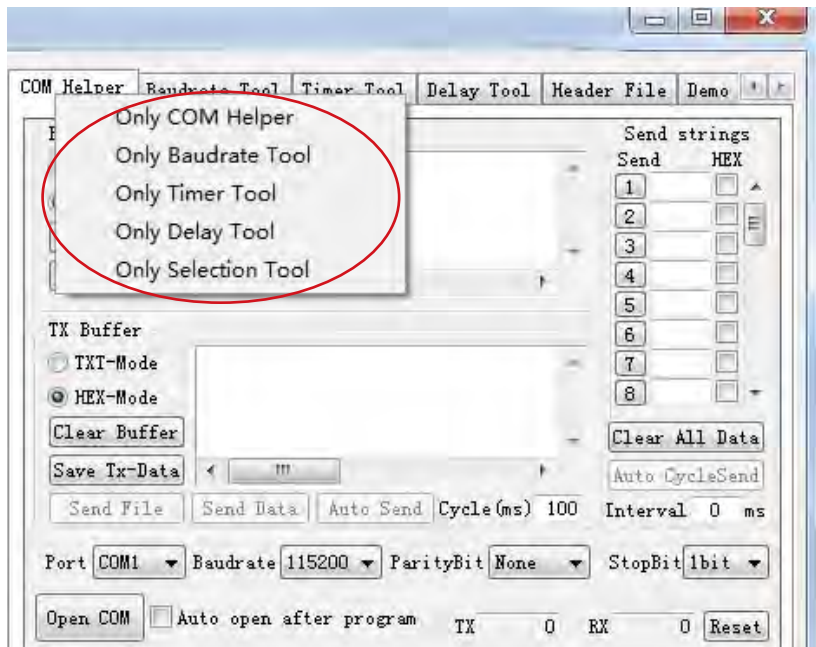 COM Helper Baudrate Tool Timer Tool Delay Tool Header File Demo
Only COM Helper
Only Baudrate Tool
Only Timer Tool
Only Delay Tool
Only Selection Tool
Send strings
Send HEX
1
2
3
4
5
6
7
8
TX Buffer
TXT-Mode
HEX-Mode
Clear Buffer
Save Tx-Data
Clear All Data
Auto CycleSend
Send File Send Data Auto Send Cycle(ms) 100 Interval 0 ms
Port COM1 Baudrate 115200 ParityBit None StopBit 1bit
Open COM Auto open after program TX 0 RX 0 Reset